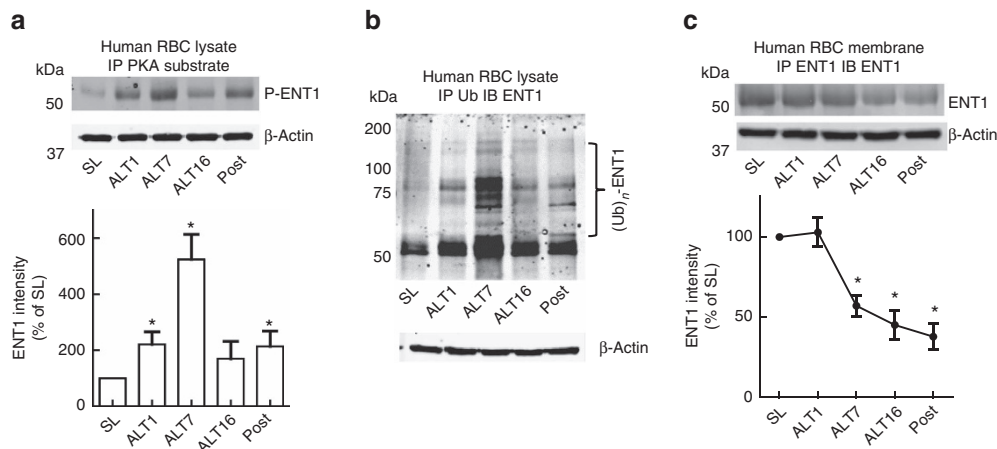 a
Human RBC lysate
IP PKA substrate
kDa
50
P-ENT1
β-Actin
37
SL
ALT1
ALT7
ALT16
Post
ENT1 intensity
(% of SL)
600
*
400
200
*
*
0
SL
ALT1
ALT7
ALT16
Post
b
Human RBC lysate
IP Ub IB ENT1
kDa
200
100
75
50
(Ub)n-ENT1
SL
ALT1
ALT7
ALT16
Post
β-Actin
c
Human RBC membrane
IP ENT1 IB ENT1
kDa
50
ENT1
β-Actin
37
SL
ALT1
ALT7
ALT16
Post
ENT1 intensity
(% of SL)
100
50
0
*
*
*
SL
ALT1
ALT7
ALT16
Post